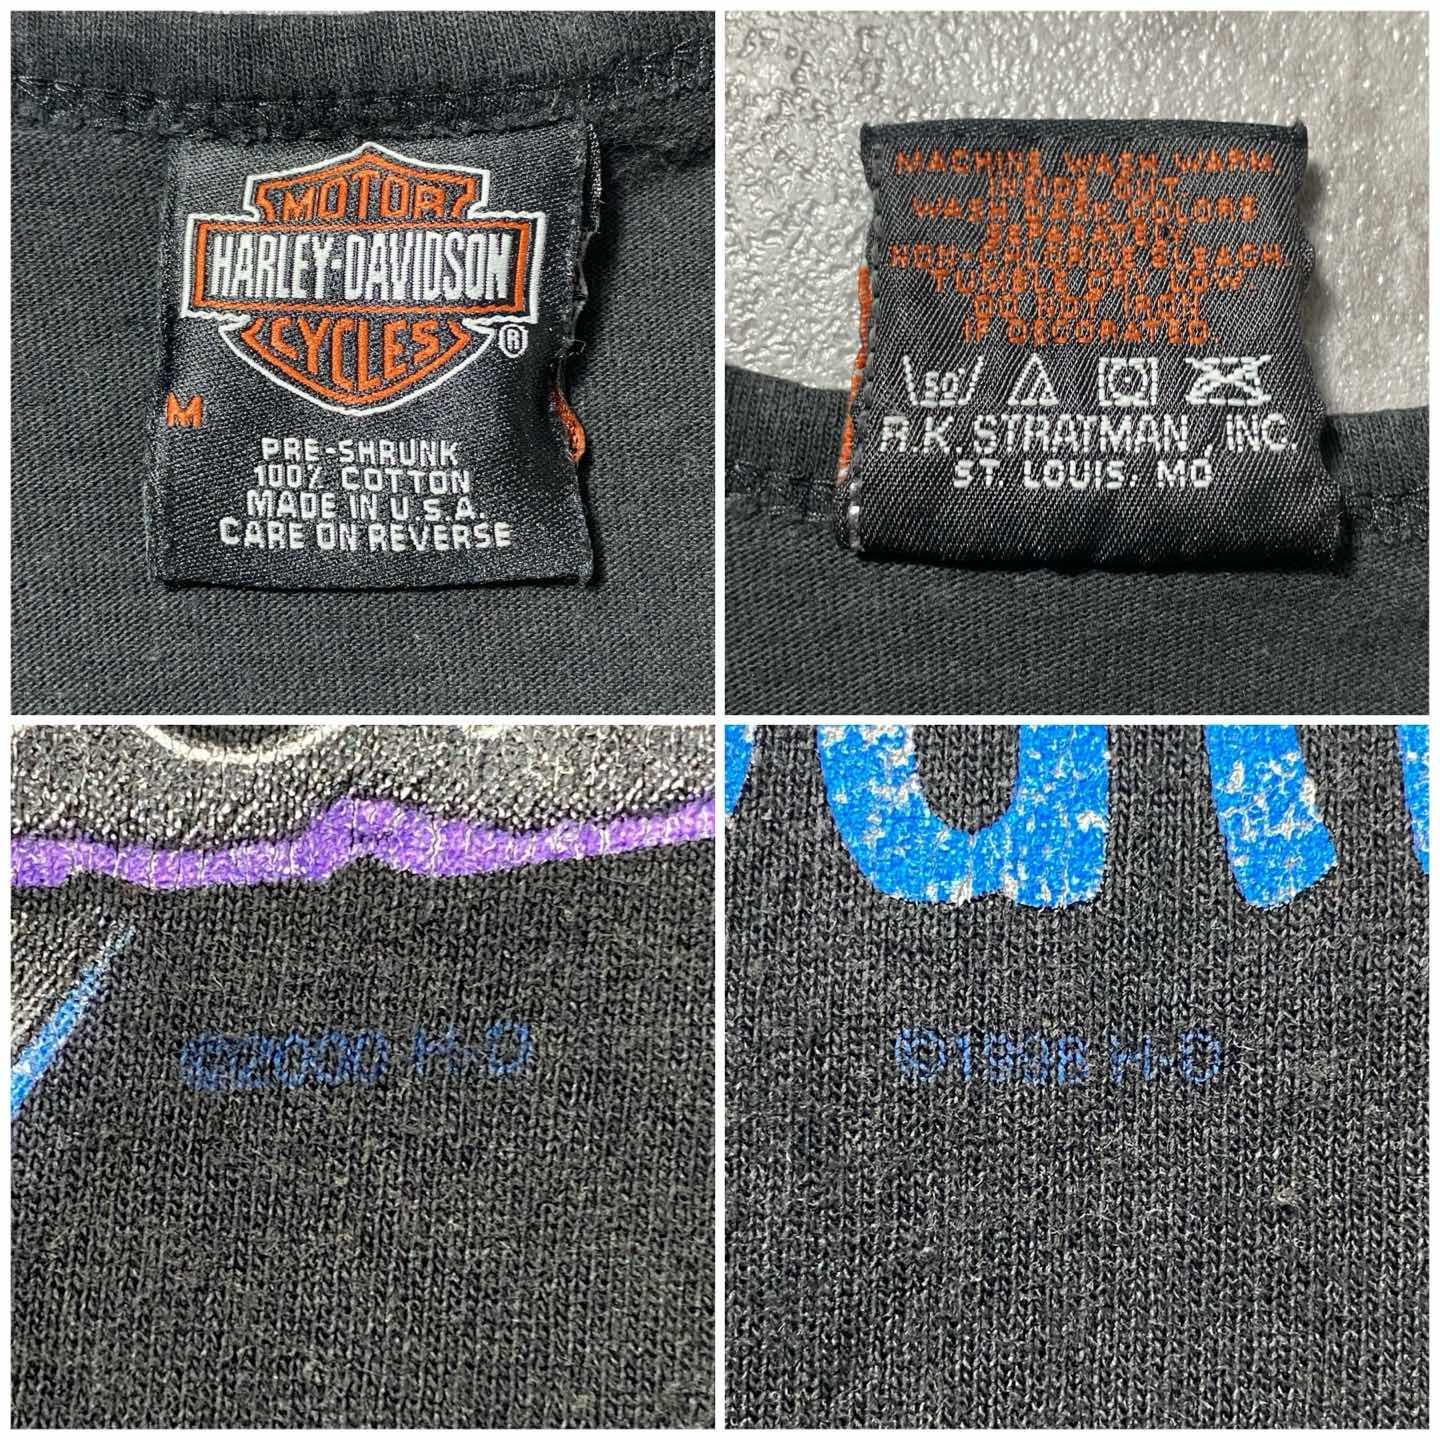 MOTOR
HARLEY-DAVIDSON
CYCLES
®
M
PRE-SHRUNK
100% COTTON
MADE IN U.S.A.
CARE ON REVERSE
MACHINE WASH WARM
INSIDE OUT
WASH DARK COLORS
SEPARATELY
NON-CHLORINE BLEACH.
TUMBLE DRY LOW.
DO NOT IRON
IF DECORATED.
50°
R.K. STRATMAN, INC.
ST. LOUIS, MO
©2000 H-D
©1998 H-D